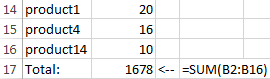 14 product1 20
15 product4 16
16 product14 10
17 Total: 1678 <-- =SUM(B2:B16)